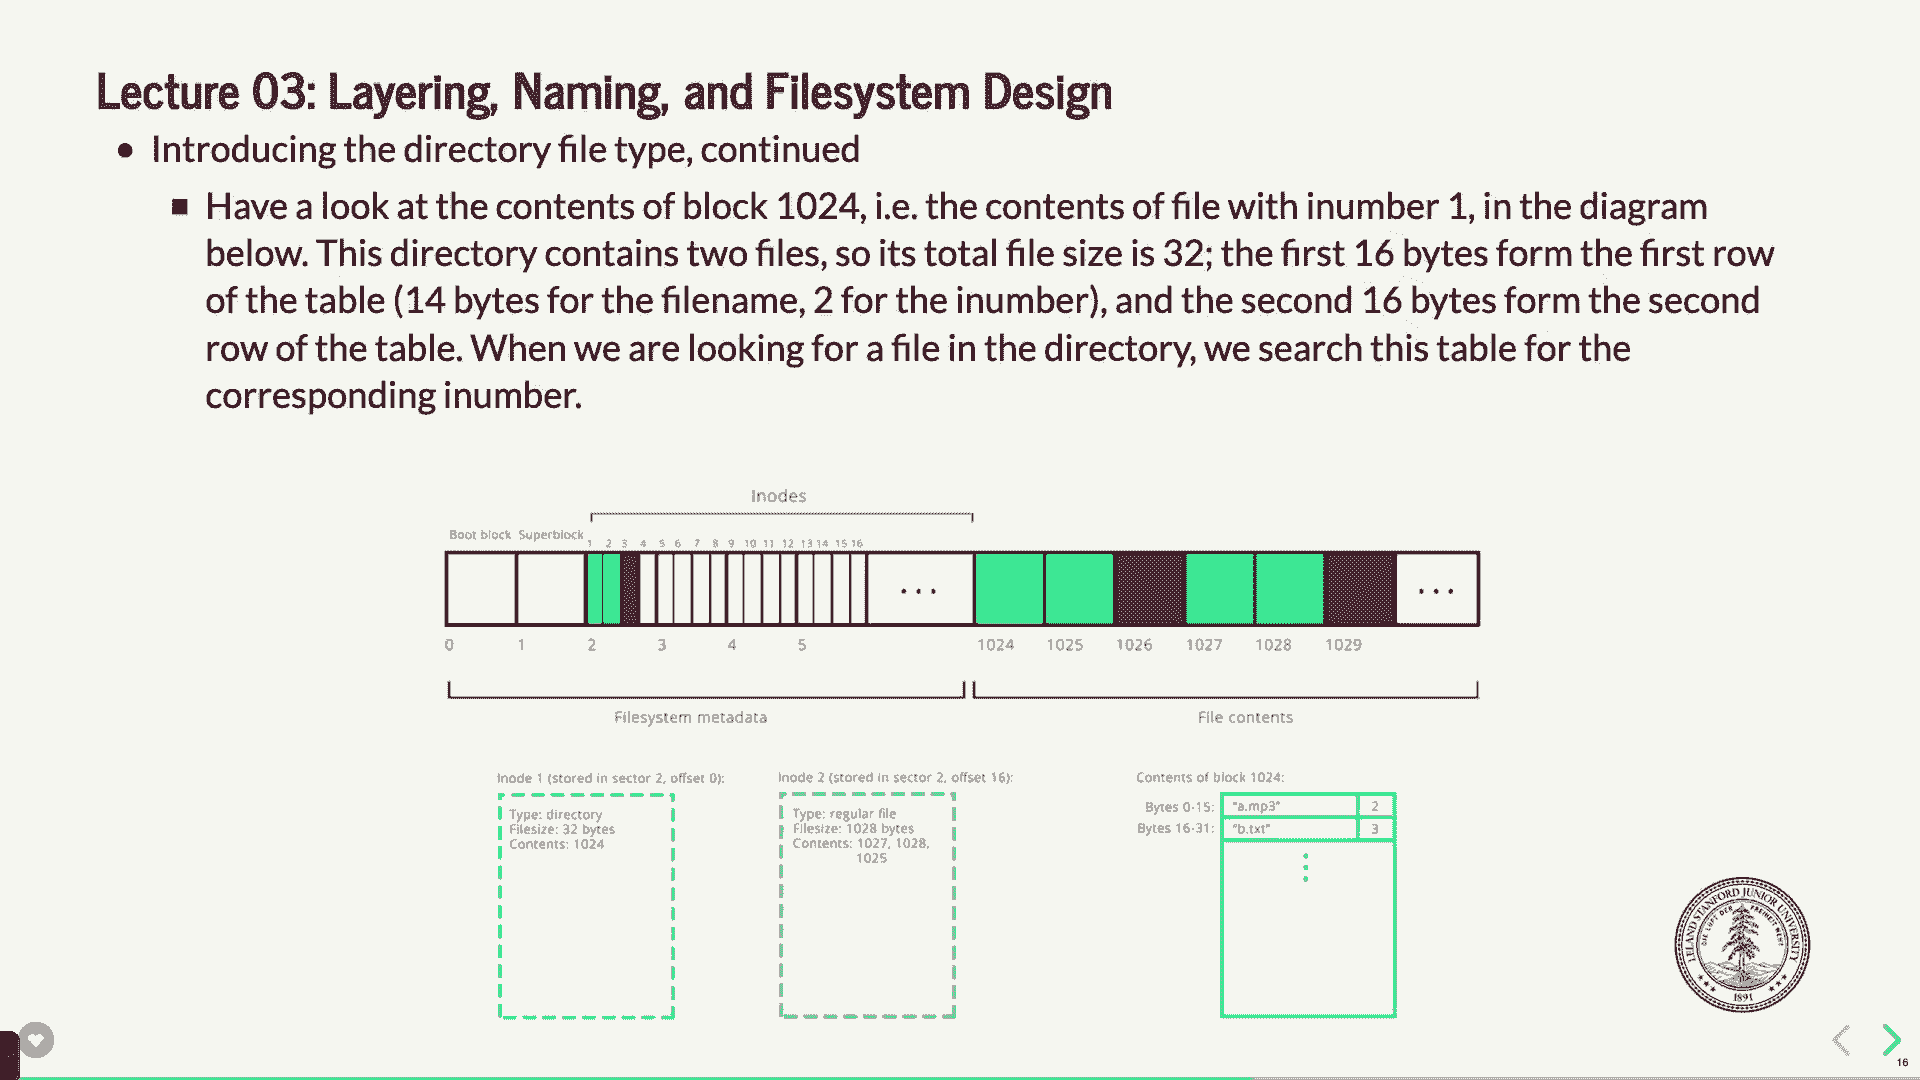 Lecture 03: Layering, Naming, and Filesystem Design
Introducing the directory file type, continued
Have a look at the contents of block 1024, i.e. the contents of file with inumber 1, in the diagram
below. This directory contains two files, so its total file size is 32; the first 16 bytes form the first row
of the table (14 bytes for the filename, 2 for the inumber), and the second 16 bytes form the second
row of the table. When we are looking for a file in the directory, we search this table for the
corresponding inumber.
Inodes
Boot block Superblock
1 2 3 4 5 6 7 8 9 10 11 12 13 14 15 16
... ...
0 1 2 3 4 5 1024 1025 1026 1027 1028 1029
Filesystem metadata File contents
Inode 1 (stored in sector 2, offset 0): Inode 2 (stored in sector 2, offset 16): Contents of block 1024:
Type: directory
Filesize: 32 bytes
Contents: 1024
Type: regular file
Filesize: 1028 bytes
Contents: 1027, 1028,
1025
Bytes 0-15: "a.mp3" 2
Bytes 16-31: "b.txt" 3
LELAND STANFORD JUNIOR UNIVERSITY
DIE LUFT DER FREIHEIT WEHT
1891
16